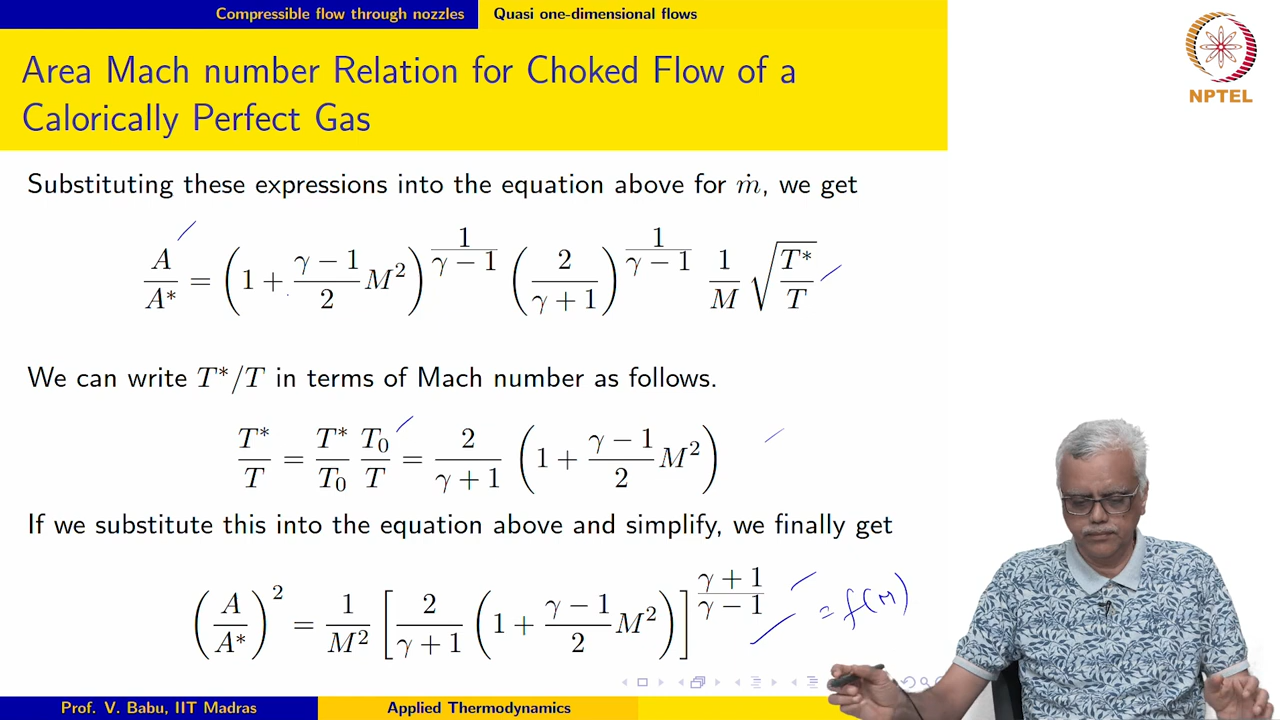 Compressible flow through nozzles Quasi one-dimensional flows
NPTEL
Area Mach number Relation for Choked Flow of a
Calorically Perfect Gas
Substituting these expressions into the equation above for ṁ, we get
A/A* = (1 + (γ − 1)/2 M²)^(1/(γ − 1)) (2/(γ + 1))^(1/(γ − 1)) 1/M √(T*/T)
We can write T*/T in terms of Mach number as follows.
T*/T = T*/T₀ T₀/T = 2/(γ + 1) (1 + (γ − 1)/2 M²)
If we substitute this into the equation above and simplify, we finally get
(A/A*)² = 1/M² [2/(γ + 1) (1 + (γ − 1)/2 M²)]^((γ + 1)/(γ − 1)) = f(M)
Prof. V. Babu, IIT Madras Applied Thermodynamics